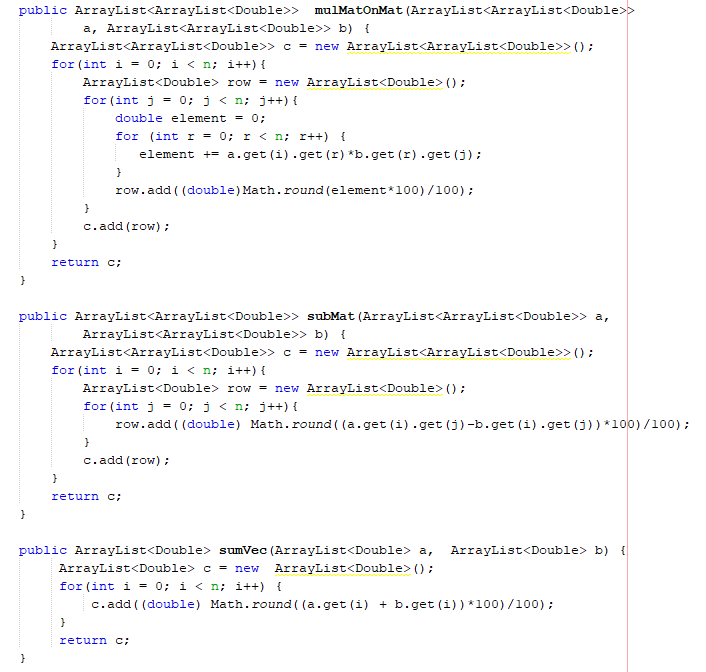 public ArrayList<ArrayList<Double>>  mulMatOnMat(ArrayList<ArrayList<Double>>
        a, ArrayList<ArrayList<Double>> b) {
    ArrayList<ArrayList<Double>> c = new ArrayList<ArrayList<Double>>();
    for(int i = 0; i < n; i++){
        ArrayList<Double> row = new ArrayList<Double>();
        for(int j = 0; j < n; j++){
            double element = 0;
            for (int r = 0; r < n; r++) {
               element += a.get(i).get(r)*b.get(r).get(j);
            }
            row.add((double)Math.round(element*100)/100);
        }
        c.add(row);
    }
    return c;
}

public ArrayList<ArrayList<Double>> subMat(ArrayList<ArrayList<Double>> a,
        ArrayList<ArrayList<Double>> b) {
    ArrayList<ArrayList<Double>> c = new ArrayList<ArrayList<Double>>();
    for(int i = 0; i < n; i++){
        ArrayList<Double> row = new ArrayList<Double>();
        for(int j = 0; j < n; j++){
            row.add((double) Math.round((a.get(i).get(j)-b.get(i).get(j))*100)/100);
        }
        c.add(row);
    }
    return c;
}

public ArrayList<Double> sumVec(ArrayList<Double> a,  ArrayList<Double> b) {
     ArrayList<Double> c = new  ArrayList<Double>();
     for(int i = 0; i < n; i++) {
         c.add((double) Math.round((a.get(i) + b.get(i))*100)/100);
     }
     return c;
}